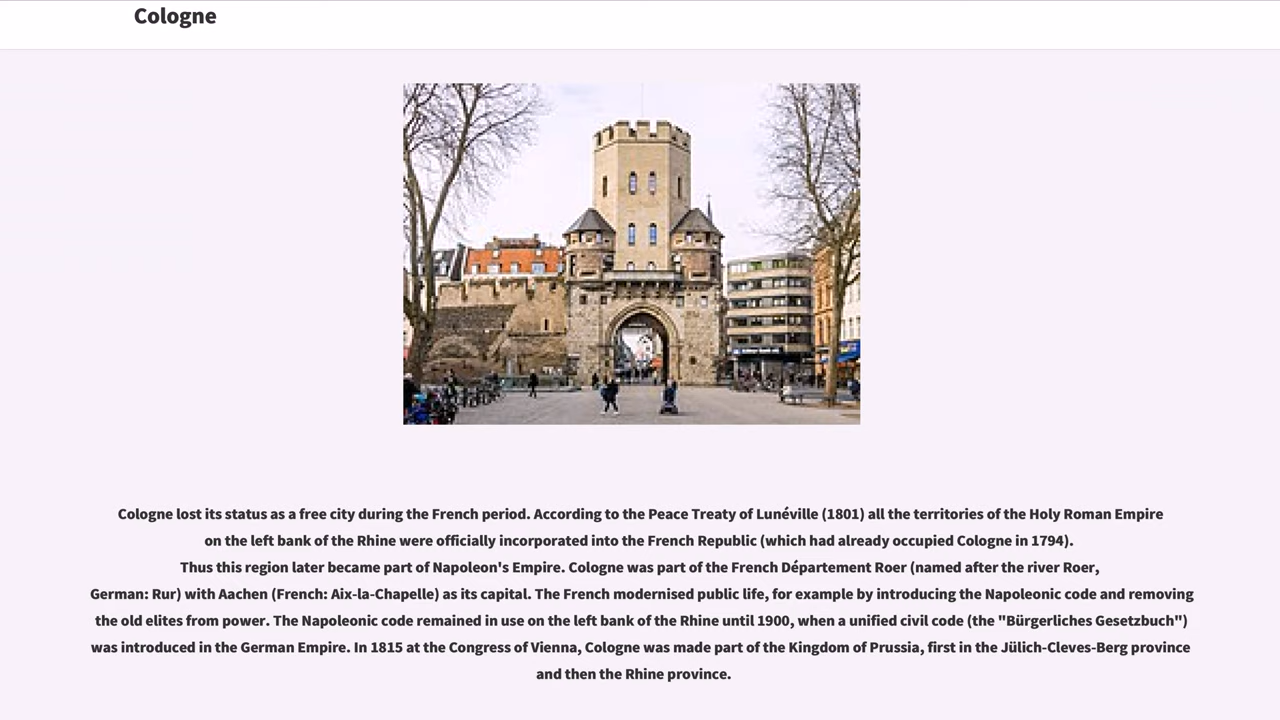 Cologne
Cologne lost its status as a free city during the French period. According to the Peace Treaty of Lunéville (1801) all the territories of the Holy Roman Empire
on the left bank of the Rhine were officially incorporated into the French Republic (which had already occupied Cologne in 1794).
Thus this region later became part of Napoleon's Empire. Cologne was part of the French Département Roer (named after the river Roer,
German: Rur) with Aachen (French: Aix-la-Chapelle) as its capital. The French modernised public life, for example by introducing the Napoleonic code and removing
the old elites from power. The Napoleonic code remained in use on the left bank of the Rhine until 1900, when a unified civil code (the "Bürgerliches Gesetzbuch")
was introduced in the German Empire. In 1815 at the Congress of Vienna, Cologne was made part of the Kingdom of Prussia, first in the Jülich-Cleves-Berg province
and then the Rhine province.